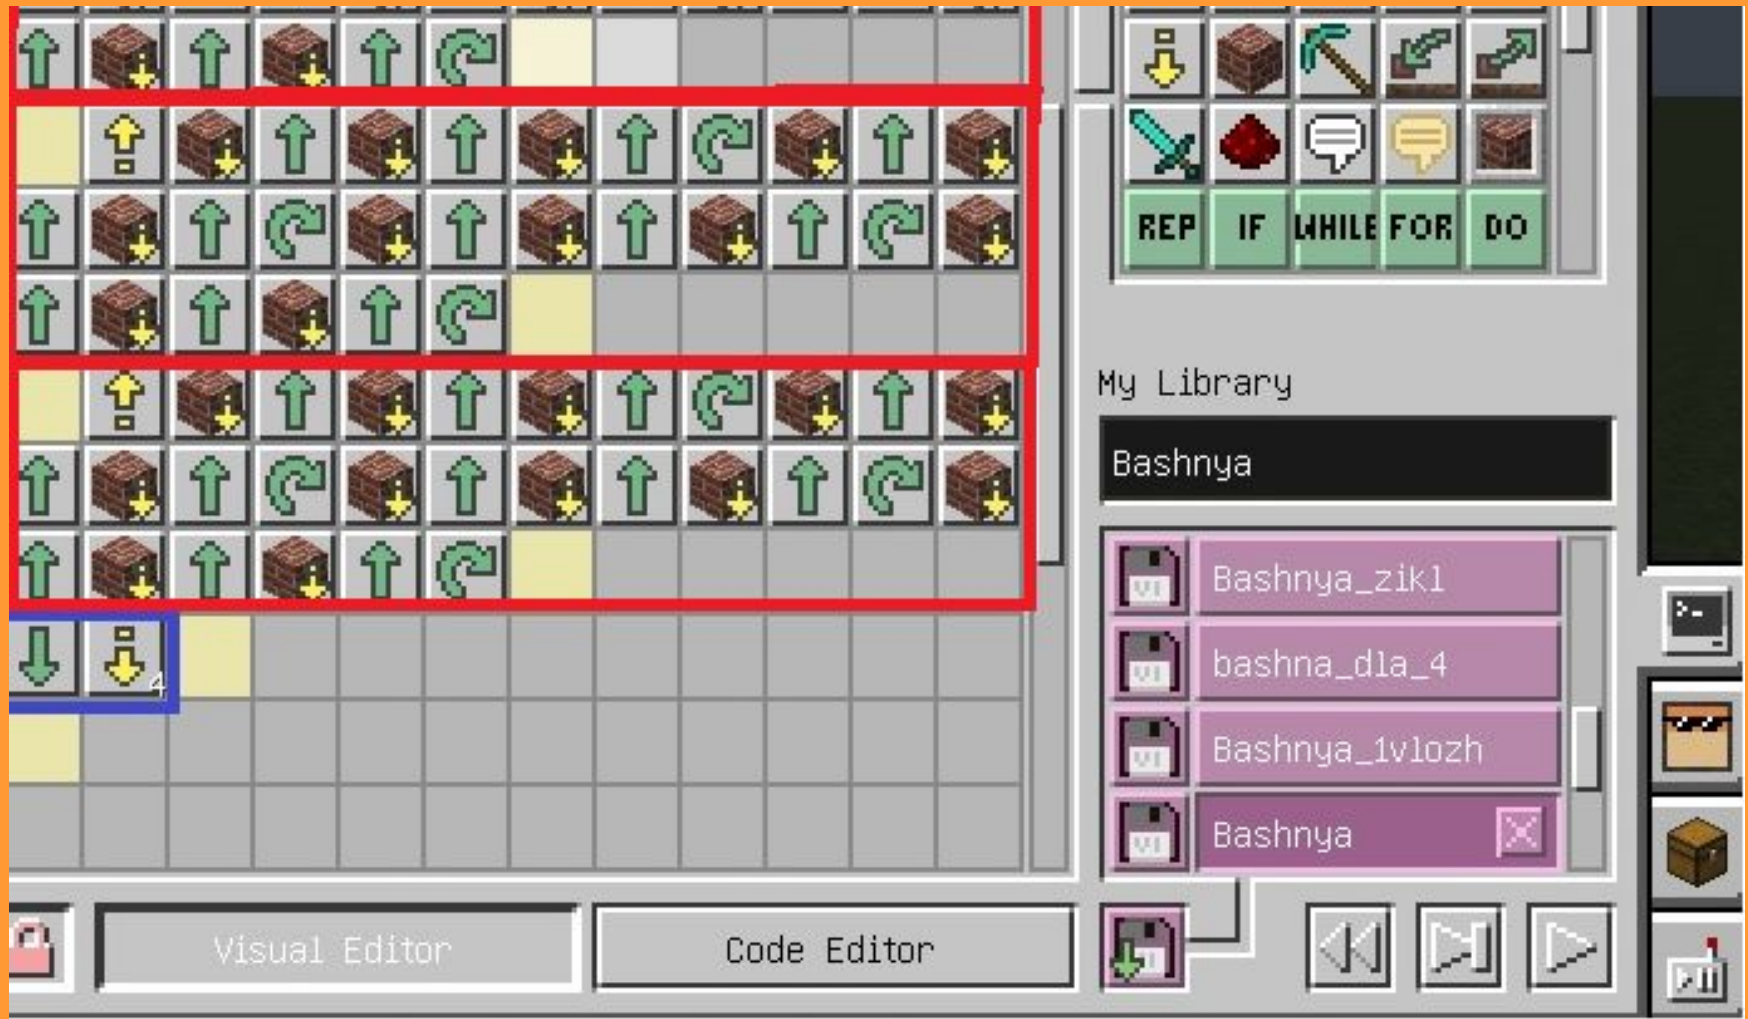 REP IF WHILE FOR DO
My Library
Bashnya
Bashnya_zikl
bashna_dla_4
4
Bashnya_1vlozh
Bashnya
Visual Editor Code Editor